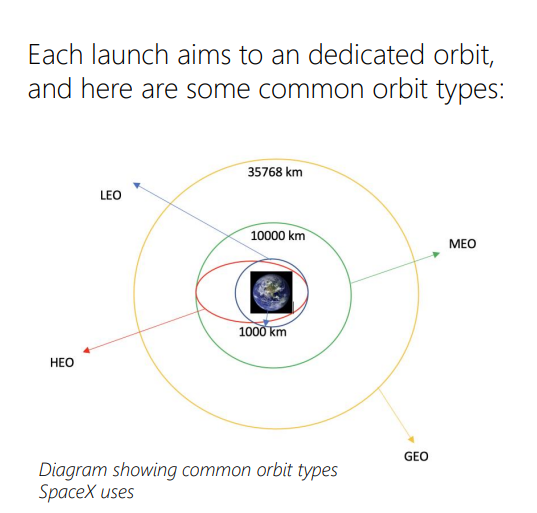 Each launch aims to an dedicated orbit,
and here are some common orbit types:
35768 km
LEO
10000 km
MEO
1000 km
HEO
GEO
Diagram showing common orbit types
SpaceX uses